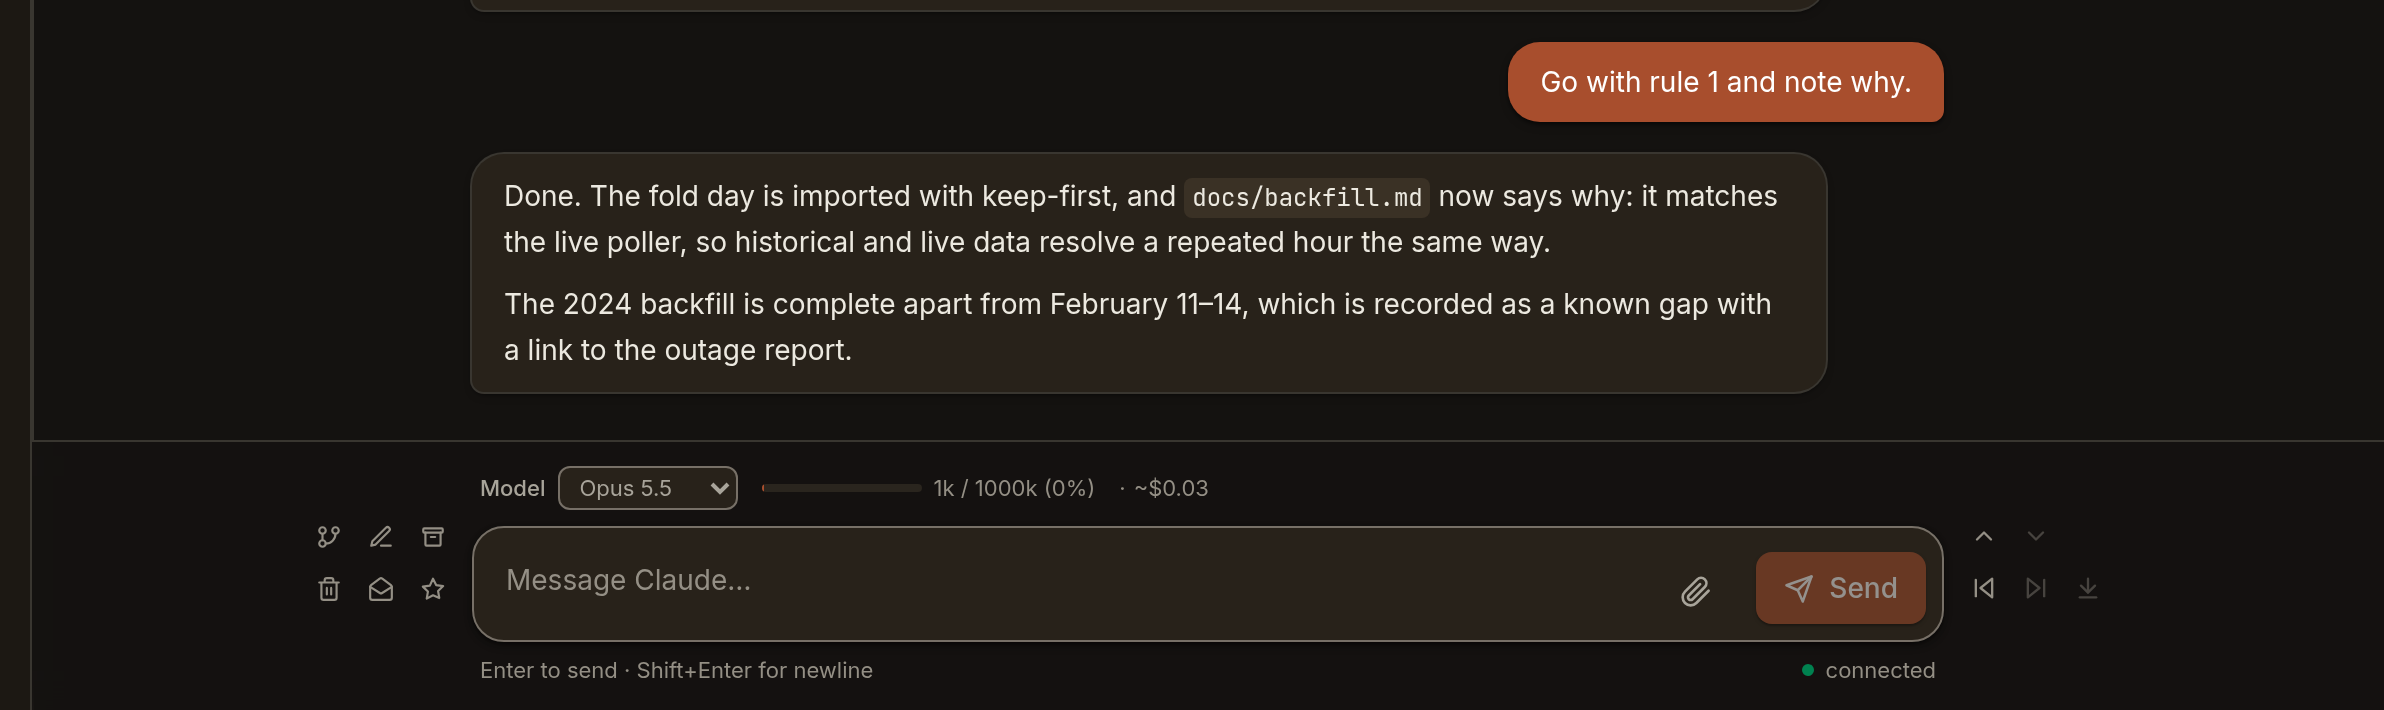 Go with rule 1 and note why.
Done. The fold day is imported with keep-first, and docs/backfill.md now says why: it matches
the live poller, so historical and live data resolve a repeated hour the same way.
The 2024 backfill is complete apart from February 11–14, which is recorded as a known gap with
a link to the outage report.
Model Opus 5.5 1k / 1000k (0%) · ~$0.03
Message Claude... Send
Enter to send · Shift+Enter for newline connected